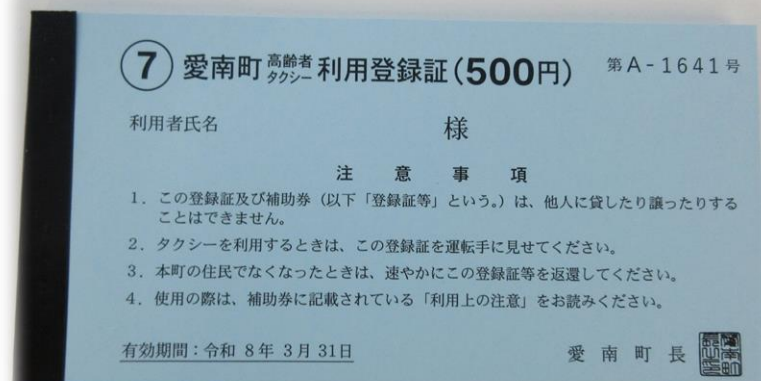 ⑦ 愛南町高齢者タクシー利用登録証(500円) 第A-1641号
利用者氏名 様
注意事項
1. この登録証及び補助券(以下「登録証等」という。)は、他人に貸したり譲ったりする
ことはできません。
2. タクシーを利用するときは、この登録証を運転手に見せてください。
3. 本町の住民でなくなったときは、速やかにこの登録証等を返還してください。
4. 使用の際は、補助券に記載されている「利用上の注意」をお読みください。
有効期間:令和 8年 3月 31日 愛南町長